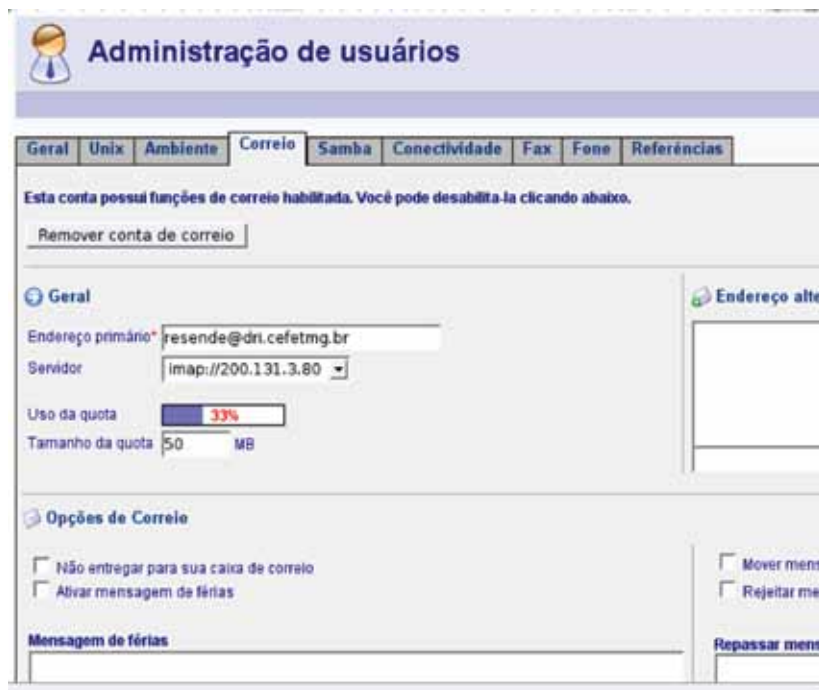 Administração de usuários
Geral Unix Ambiente Correio Samba Conectividade Fax Fone Referências
Esta conta possui funções de correio habilitada. Você pode desabilita-la clicando abaixo.
Remover conta de correio
Geral
Endereço primário* resende@dri.cefetmg.br
Servidor imap://200.131.3.80
Uso da quota 33%
Tamanho da quota 50 MB
Endereço alte
Opções de Correio
Não entregar para sua caixa de correio
Ativar mensagem de férias
Mover mens
Rejeitar me
Mensagem de férias
Repassar mens